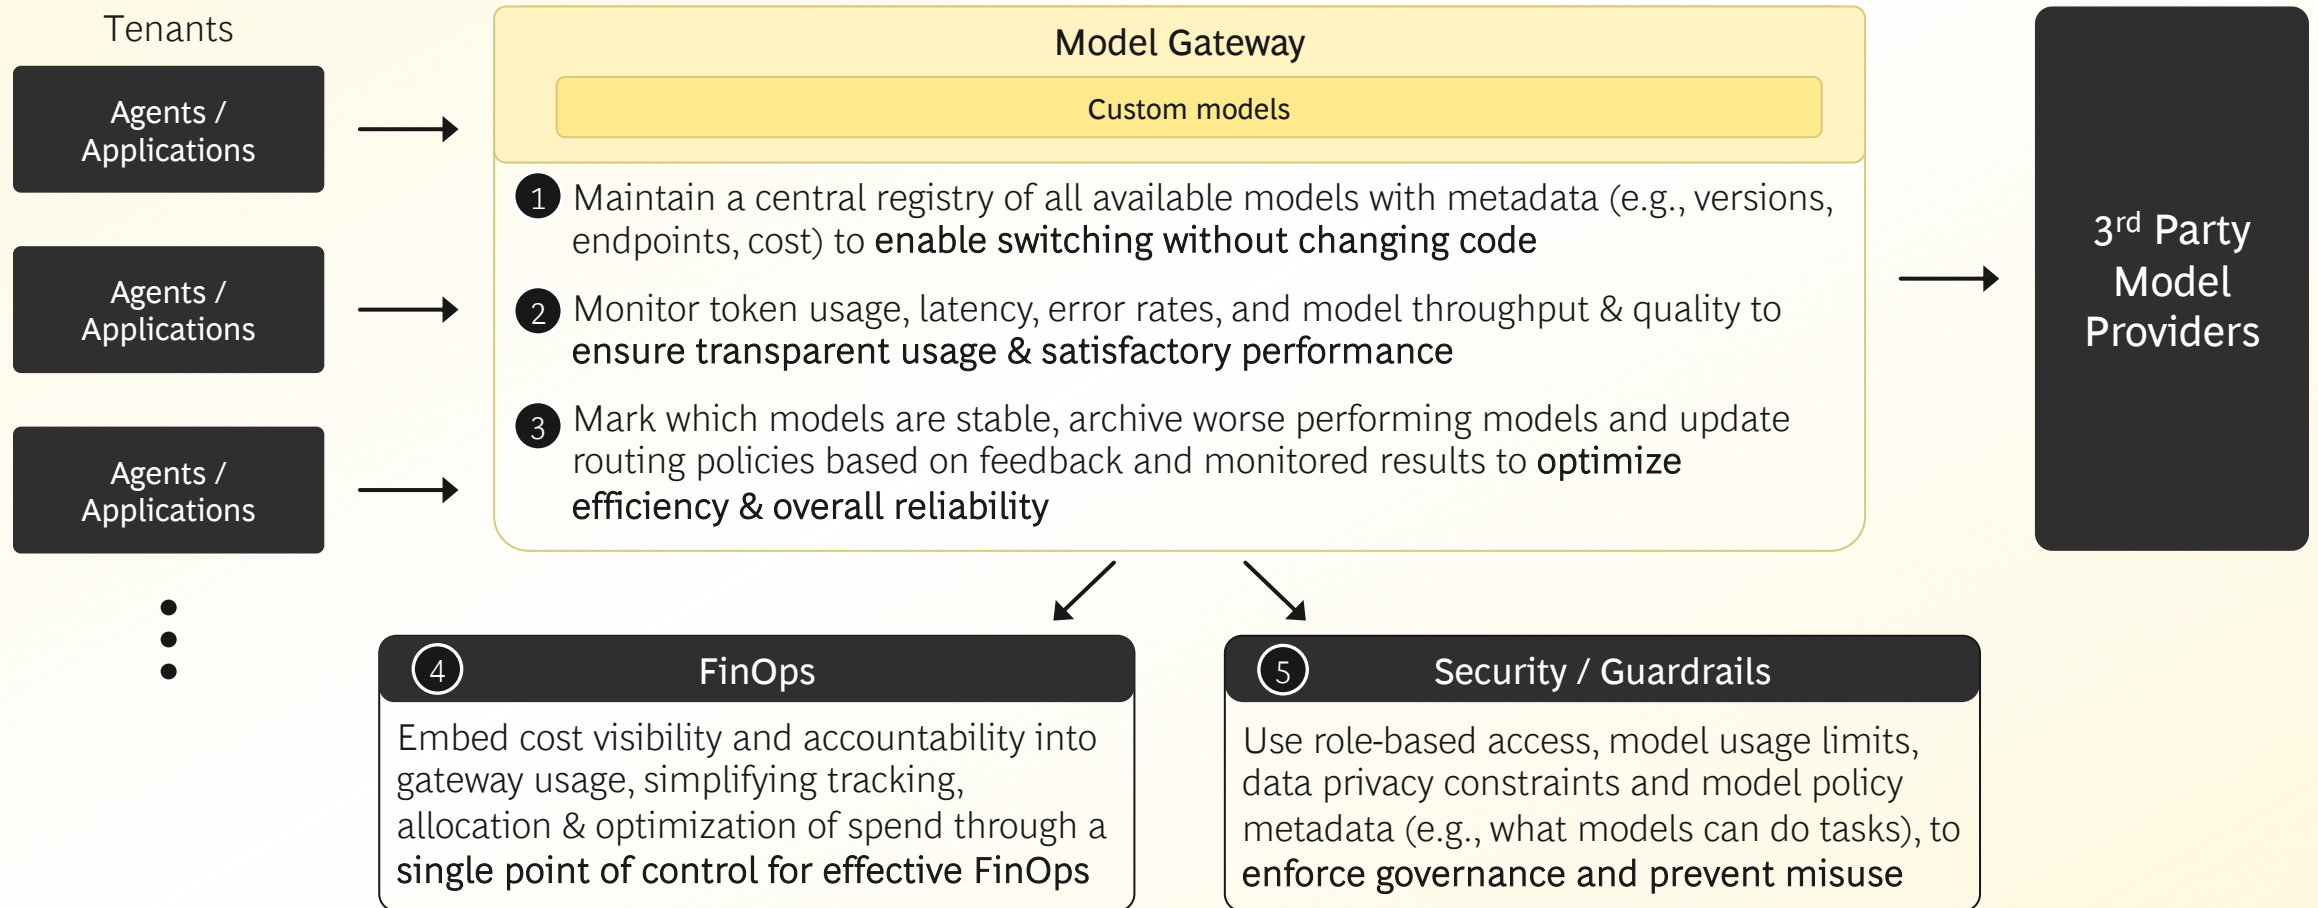 Tenants
Agents /
Applications
Agents /
Applications
Agents /
Applications
Model Gateway
Custom models
1 Maintain a central registry of all available models with metadata (e.g., versions,
endpoints, cost) to enable switching without changing code
2 Monitor token usage, latency, error rates, and model throughput & quality to
ensure transparent usage & satisfactory performance
3 Mark which models are stable, archive worse performing models and update
routing policies based on feedback and monitored results to optimize
efficiency & overall reliability
3rd Party
Model
Providers
4 FinOps
Embed cost visibility and accountability into
gateway usage, simplifying tracking,
allocation & optimization of spend through a
single point of control for effective FinOps
5 Security / Guardrails
Use role-based access, model usage limits,
data privacy constraints and model policy
metadata (e.g., what models can do tasks), to
enforce governance and prevent misuse